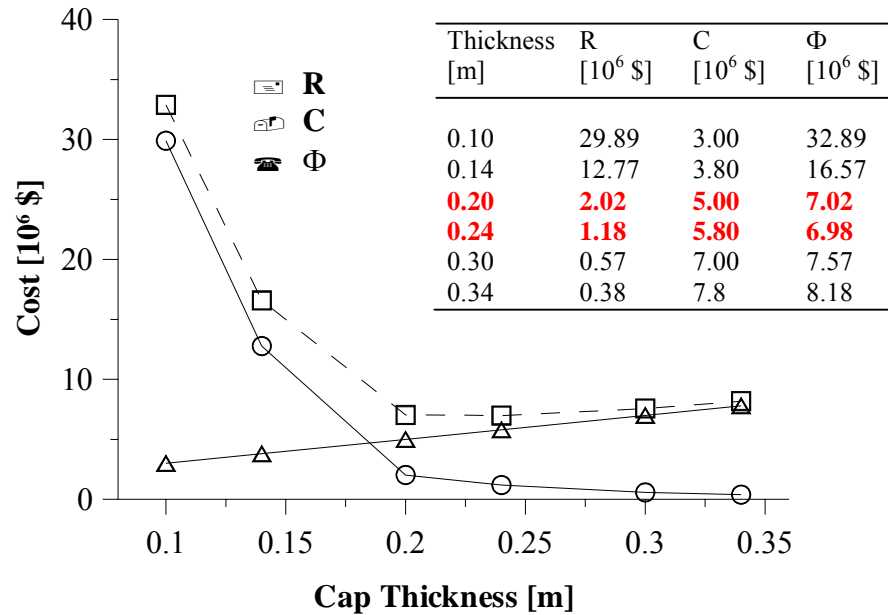 Thickness R C Φ
[m] [10⁶ $] [10⁶ $] [10⁶ $]
0.10 29.89 3.00 32.89
0.14 12.77 3.80 16.57
0.20 2.02 5.00 7.02
0.24 1.18 5.80 6.98
0.30 0.57 7.00 7.57
0.34 0.38 7.8 8.18
R
C
Φ
Cost [10⁶ $]
40
30
20
10
0
0.1 0.15 0.2 0.25 0.3 0.35
Cap Thickness [m]